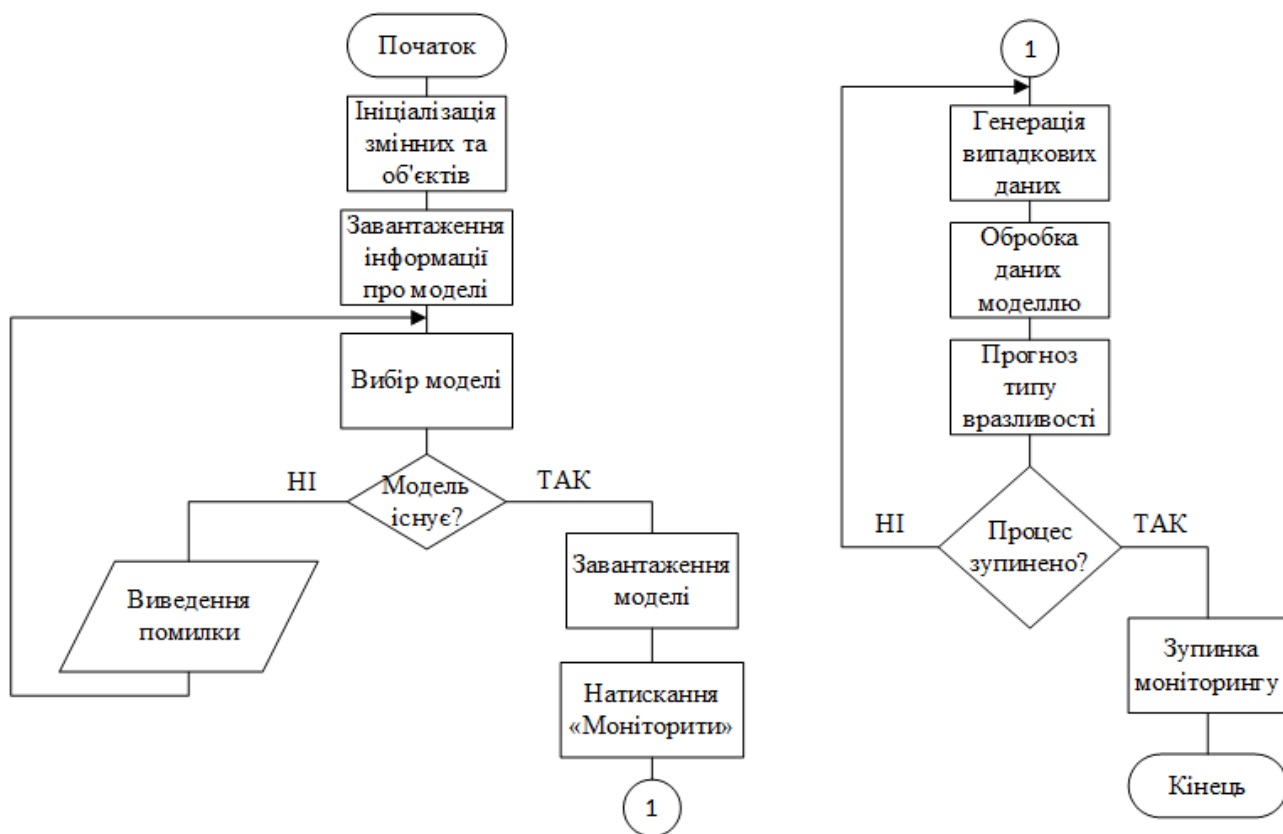 Початок
Ініціалізація
змінних та
об'єктів
Завантаження
інформації
про моделі
Вибір моделі
НІ
Модель
існує?
ТАК
Виведення
помилки
Завантаження
моделі
Натискання
«Моніторити»
1
1
Генерація
випадкових
даних
Обробка
даних
моделлю
Прогноз
типу
вразливості
НІ
Процес
зупинено?
ТАК
Зупинка
моніторингу
Кінець